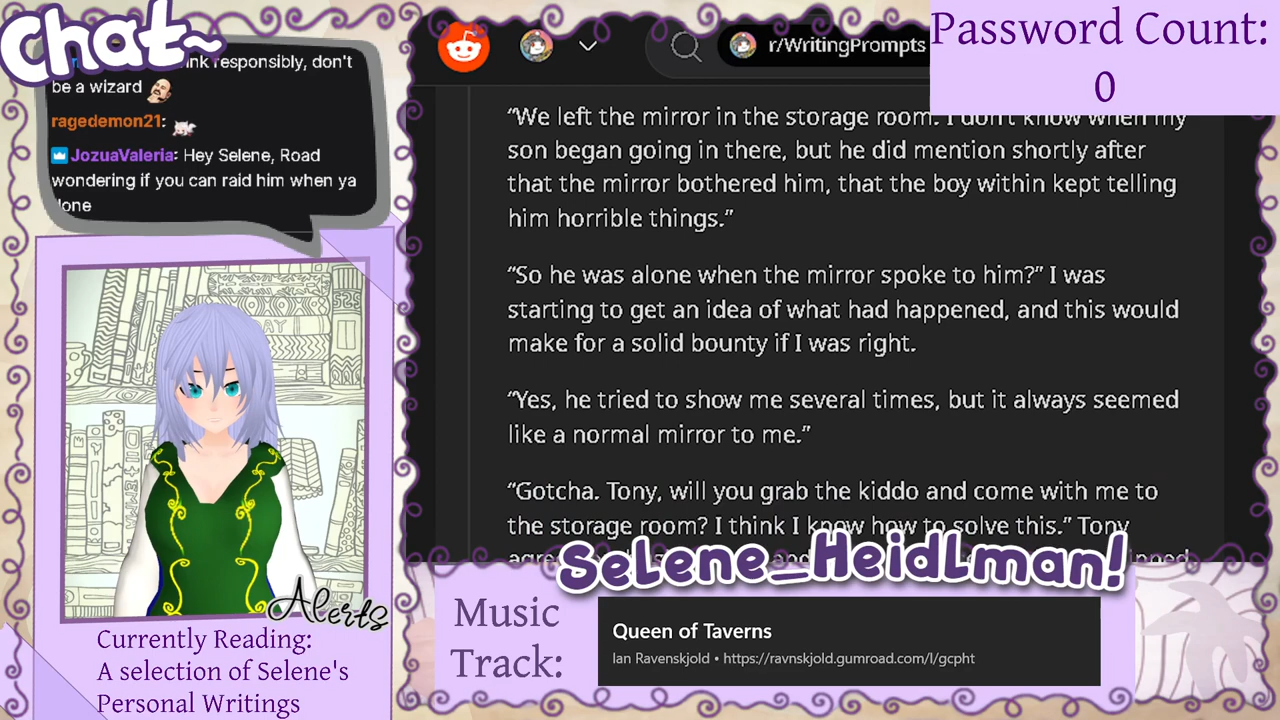 Chat~
ink responsibly, don't
be a wizard
ragedemon21:
JozuaValeria: Hey Selene, Road
wondering if you can raid him when ya
done
Alerts
Currently Reading:
A selection of Selene's
Personal Writings
r/WritingPrompts
Password Count:
0
“We left the mirror in the storage room. I don't know when my
son began going in there, but he did mention shortly after
that the mirror bothered him, that the boy within kept telling
him horrible things.”
“So he was alone when the mirror spoke to him?” I was
starting to get an idea of what had happened, and this would
make for a solid bounty if I was right.
“Yes, he tried to show me several times, but it always seemed
like a normal mirror to me.”
“Gotcha. Tony, will you grab the kiddo and come with me to
the storage room? I think I know how to solve this.” Tony
Selene_Heidlman!
Music
Track:
Queen of Taverns
Ian Ravenskjold • https://ravnskjold.gumroad.com/l/gcpht